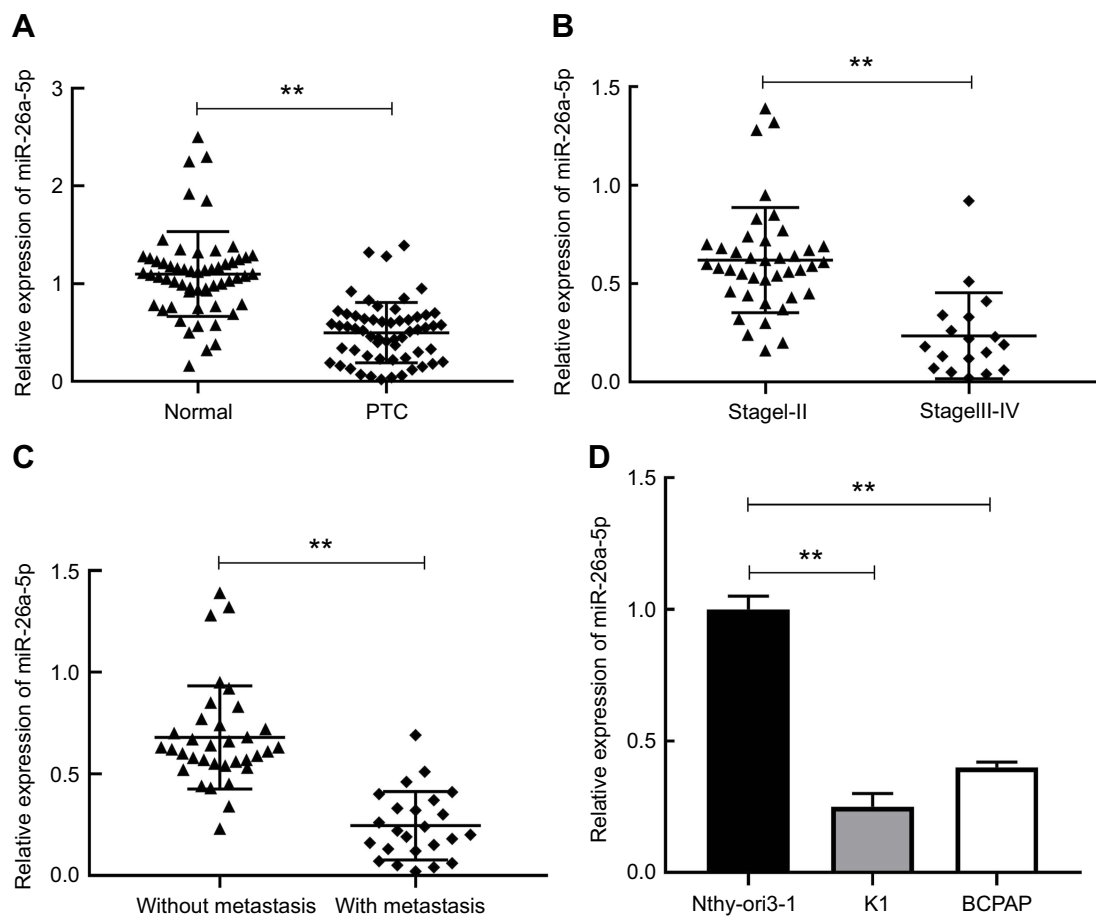 A
Relative expression of miR-26a-5p
3
2
1
0
**
Normal
PTC
B
Relative expression of miR-26a-5p
1.5
1.0
0.5
0.0
**
StageI-II
StageIII-IV
C
Relative expression of miR-26a-5p
1.5
1.0
0.5
0.0
**
Without metastasis
With metastasis
D
Relative expression of miR-26a-5p
1.5
1.0
0.5
0.0
**
**
Nthy-ori3-1
K1
BCPAP